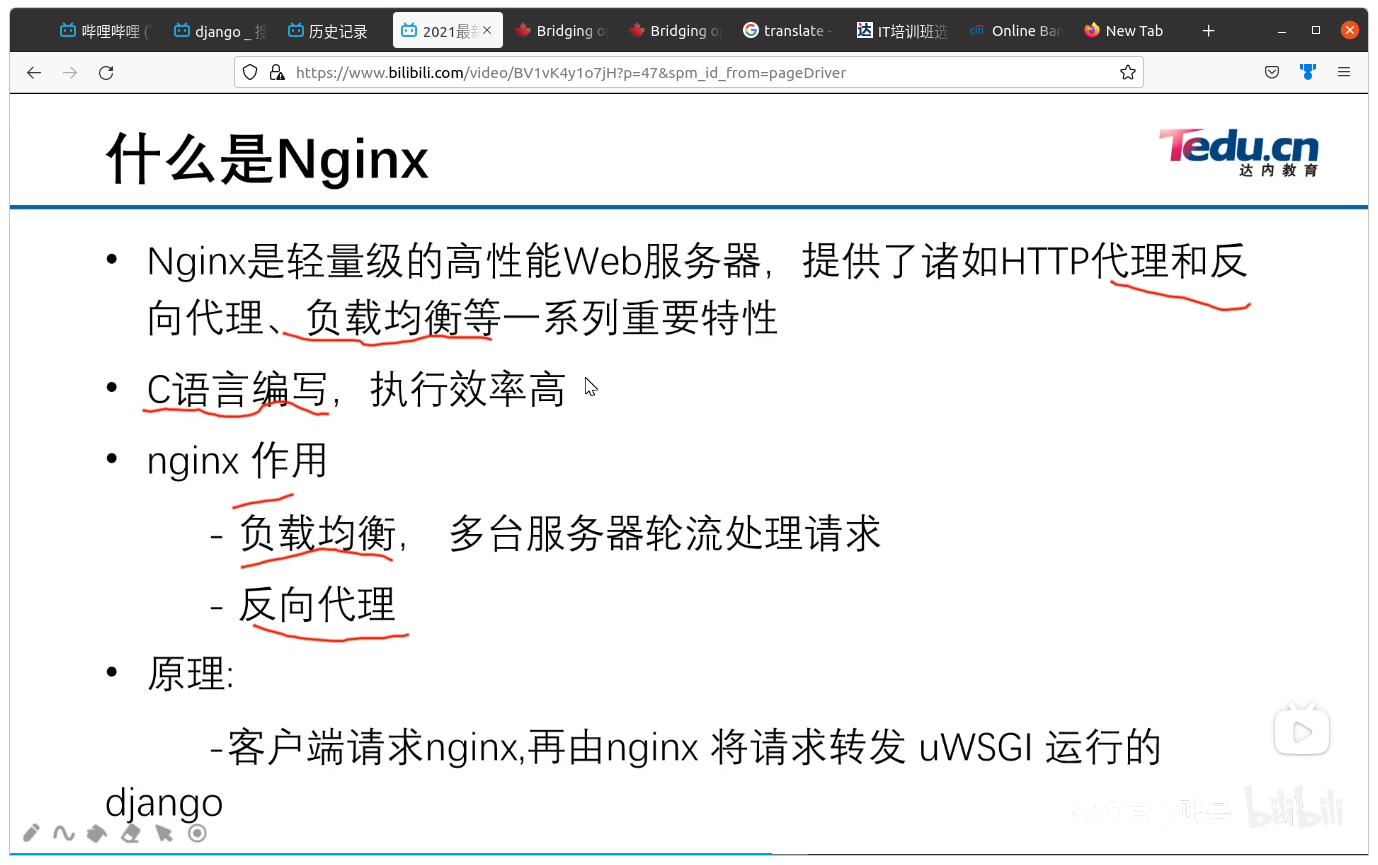 哔哩哔哩 (
django _ 搜
历史记录
2021最新
Bridging o
Bridging o
translate -
IT培训班选
Online Ban
New Tab
https://www.bilibili.com/video/BV1vK4y1o7jH?p=47&spm_id_from=pageDriver
什么是Nginx
Tedu.cn
达内教育
• Nginx是轻量级的高性能Web服务器，提供了诸如HTTP代理和反
向代理、负载均衡等一系列重要特性
• C语言编写，执行效率高
• nginx 作用
- 负载均衡， 多台服务器轮流处理请求
- 反向代理
• 原理:
-客户端请求nginx,再由nginx 将请求转发 uWSGI 运行的
django
bilibili